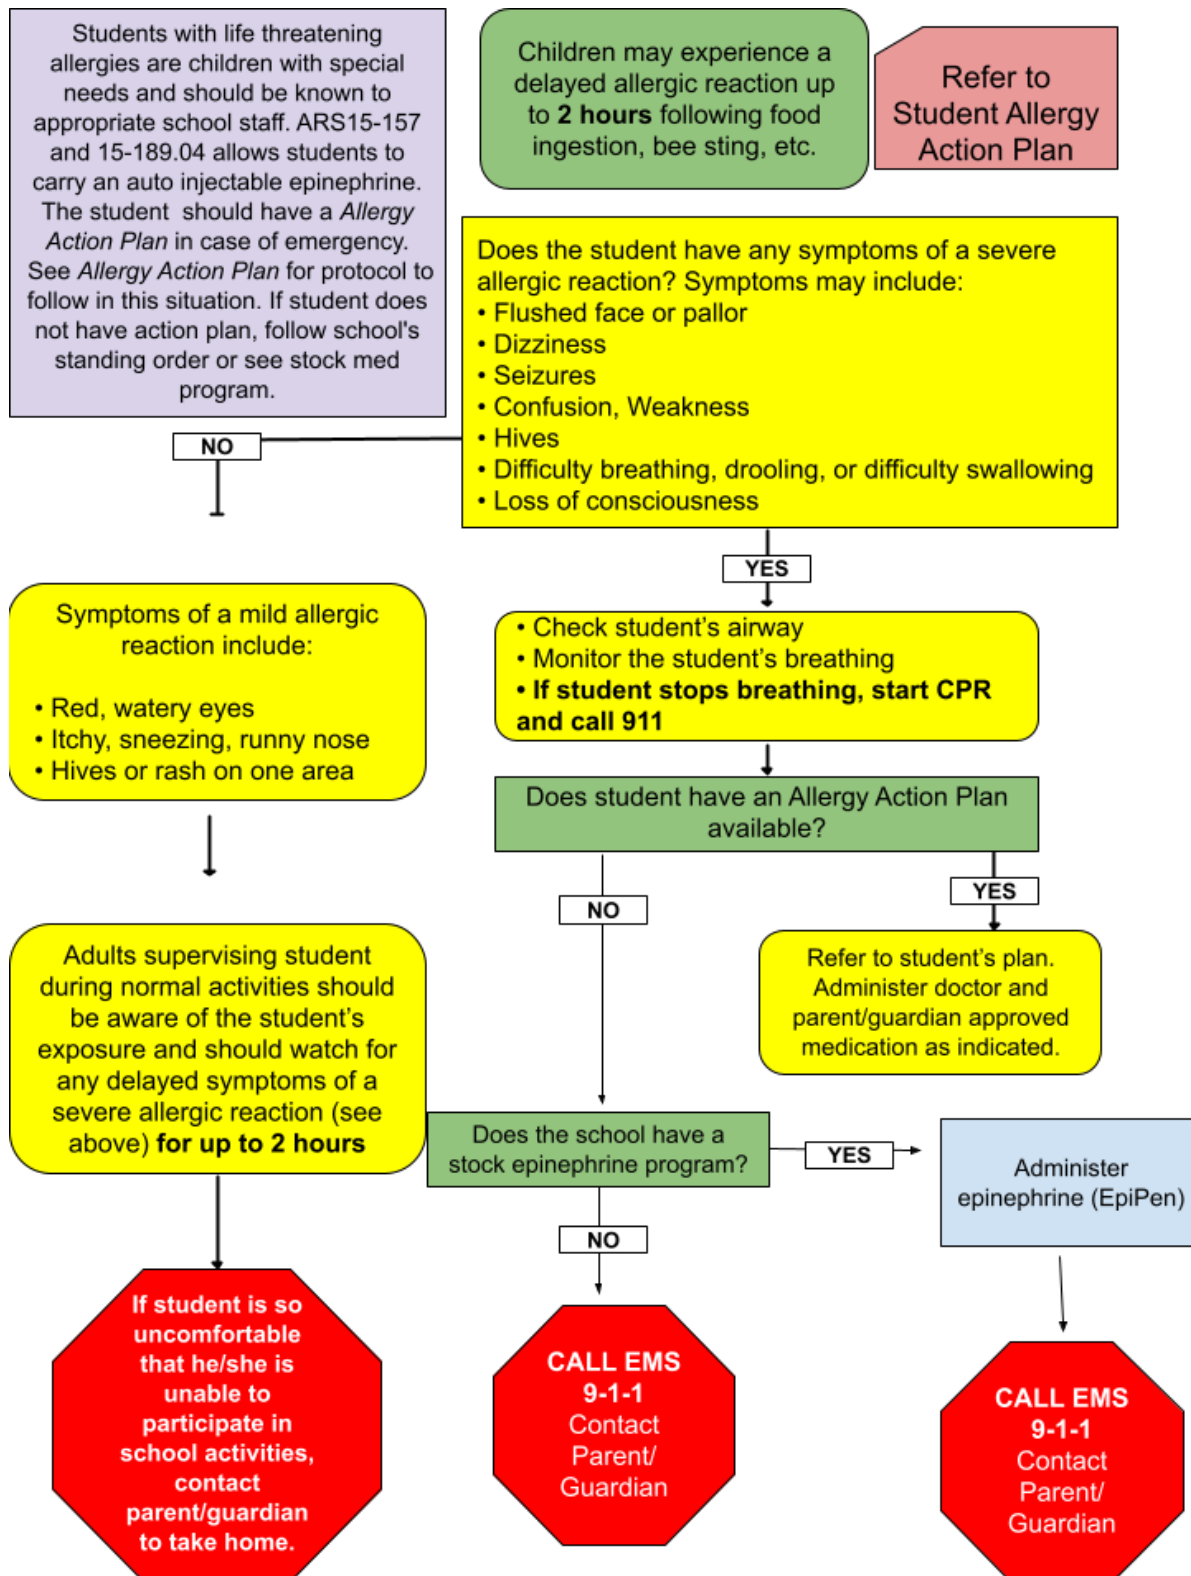 Students with life threatening
allergies are children with special
needs and should be known to
appropriate school staff. ARS15-157
and 15-189.04 allows students to
carry an auto injectable epinephrine.
The student  should have a Allergy
Action Plan in case of emergency.
See Allergy Action Plan for protocol to
follow in this situation. If student does
not have action plan, follow school's
standing order or see stock med
program.
Children may experience a
delayed allergic reaction up
to 2 hours following food
ingestion, bee sting, etc.
Refer to
Student Allergy
Action Plan
Does the student have any symptoms of a severe
allergic reaction? Symptoms may include:
• Flushed face or pallor
• Dizziness
• Seizures
• Confusion, Weakness
• Hives
• Difficulty breathing, drooling, or difficulty swallowing
• Loss of consciousness
NO
YES
Symptoms of a mild allergic
reaction include:
• Red, watery eyes
• Itchy, sneezing, runny nose
• Hives or rash on one area
• Check student’s airway
• Monitor the student’s breathing
• If student stops breathing, start CPR
and call 911
Does student have an Allergy Action Plan
available?
NO
YES
Adults supervising student
during normal activities should
be aware of the student’s
exposure and should watch for
any delayed symptoms of a
severe allergic reaction (see
above) for up to 2 hours
Refer to student’s plan.
Administer doctor and
parent/guardian approved
medication as indicated.
Does the school have a
stock epinephrine program?
YES
Administer
epinephrine (EpiPen)
NO
If student is so
uncomfortable
that he/she is
unable to
participate in
school activities,
contact
parent/guardian
to take home.
CALL EMS
9-1-1
Contact
Parent/
Guardian
CALL EMS
9-1-1
Contact
Parent/
Guardian